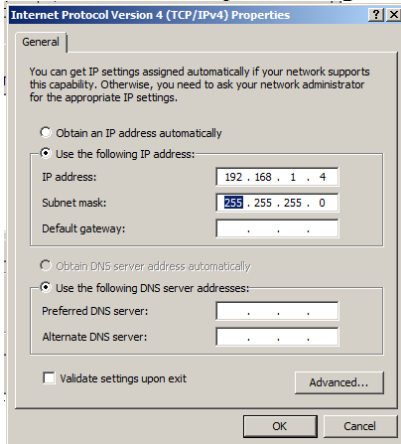 Internet Protocol Version 4 (TCP/IPv4) Properties
General
You can get IP settings assigned automatically if your network supports
this capability. Otherwise, you need to ask your network administrator
for the appropriate IP settings.
Obtain an IP address automatically
Use the following IP address:
IP address: 192 . 168 . 1 . 4
Subnet mask: 255 . 255 . 255 . 0
Default gateway: . . .
Obtain DNS server address automatically
Use the following DNS server addresses:
Preferred DNS server: . . .
Alternate DNS server: . . .
Validate settings upon exit
Advanced...
OK Cancel